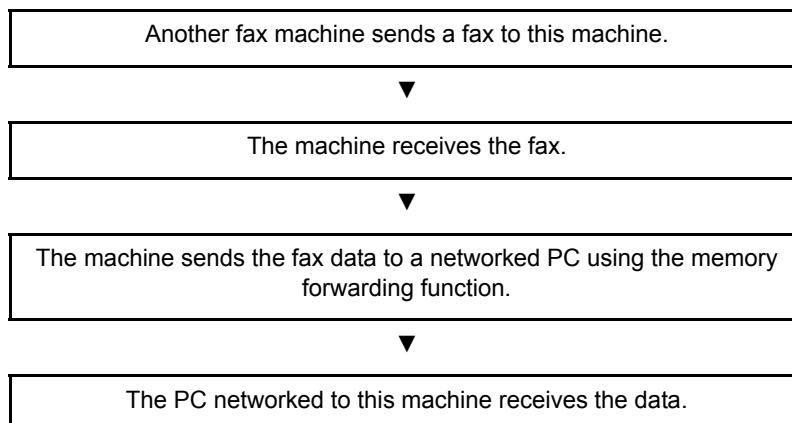 Another fax machine sends a fax to this machine.
▼
The machine receives the fax.
▼
The machine sends the fax data to a networked PC using the memory
forwarding function.
▼
The PC networked to this machine receives the data.